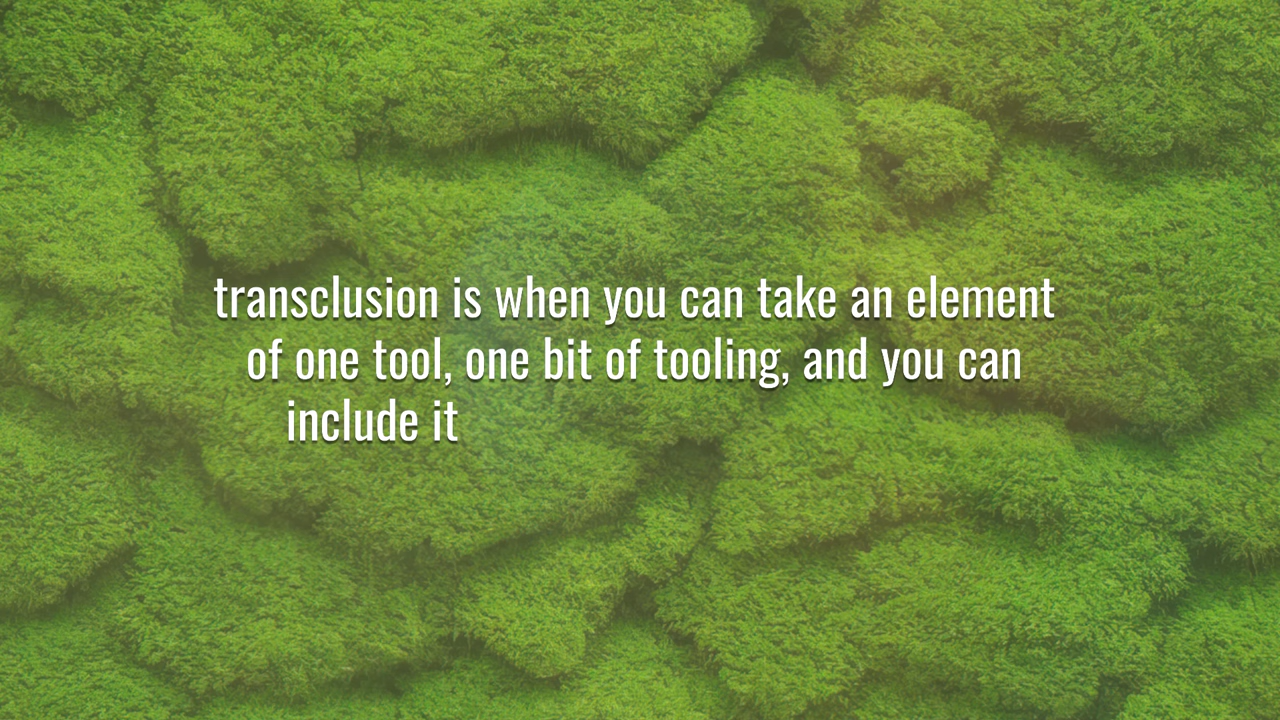 transclusion is when you can take an element
of one tool, one bit of tooling, and you can
include it